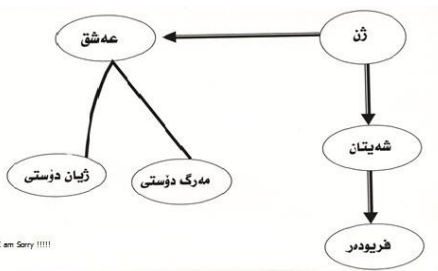 ژن
عەشق
شەیتان
مەرگ دۆستی
ژیان دۆستی
فریودەر
am Sorry !!!!!